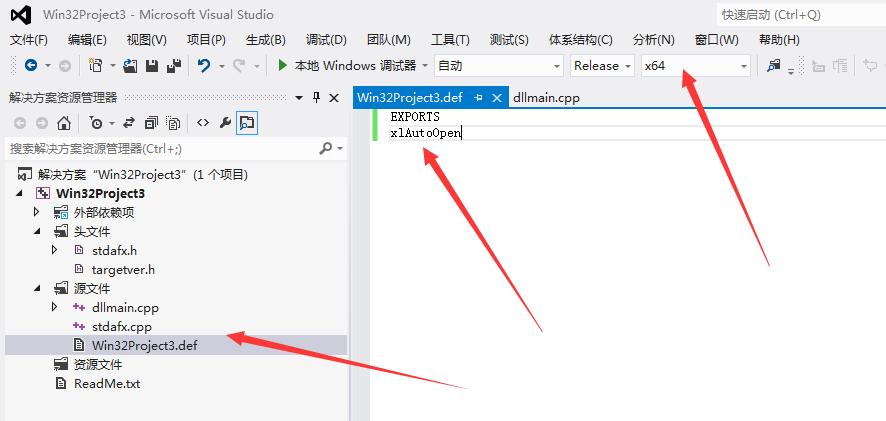 Win32Project3 - Microsoft Visual Studio
快速启动 (Ctrl+Q)
文件(F) 编辑(E) 视图(V) 项目(P) 生成(B) 调试(D) 团队(M) 工具(T) 测试(S) 体系结构(C) 分析(N) 窗口(W) 帮助(H)
本地 Windows 调试器 自动 Release x64
解决方案资源管理器
Win32Project3.def dllmain.cpp
EXPORTS
xlAutoOpen
搜索解决方案资源管理器(Ctrl+;)
解决方案"Win32Project3" (1 个项目)
Win32Project3
外部依赖项
头文件
stdafx.h
targetver.h
源文件
dllmain.cpp
stdafx.cpp
Win32Project3.def
资源文件
ReadMe.txt